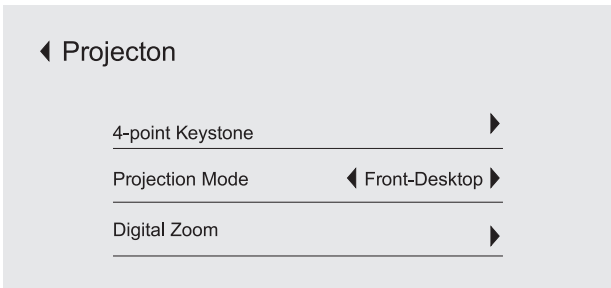 Projecton
4-point Keystone
Projection Mode Front-Desktop
Digital Zoom